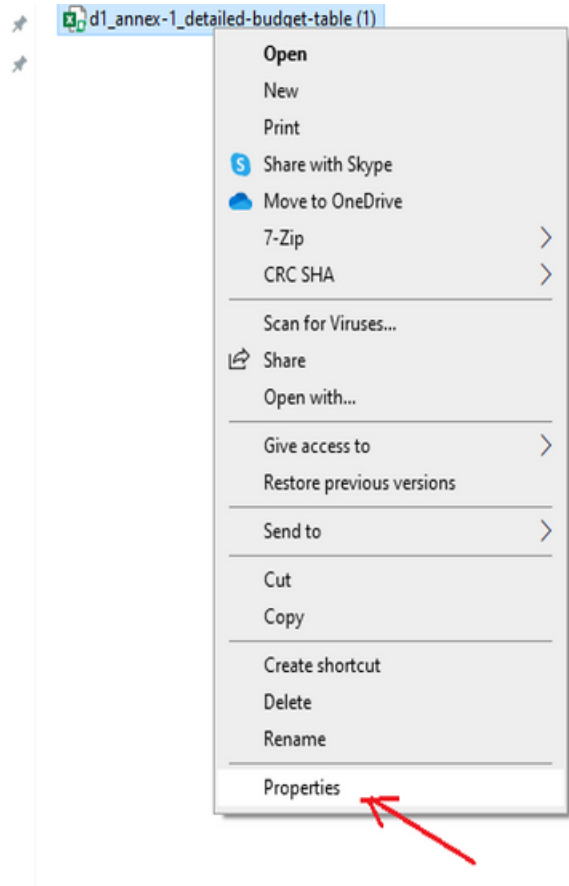 d1_annex-1_detailed-budget-table (1)
Open
New
Print
Share with Skype
Move to OneDrive
7-Zip
CRC SHA
Scan for Viruses...
Share
Open with...
Give access to
Restore previous versions
Send to
Cut
Copy
Create shortcut
Delete
Rename
Properties